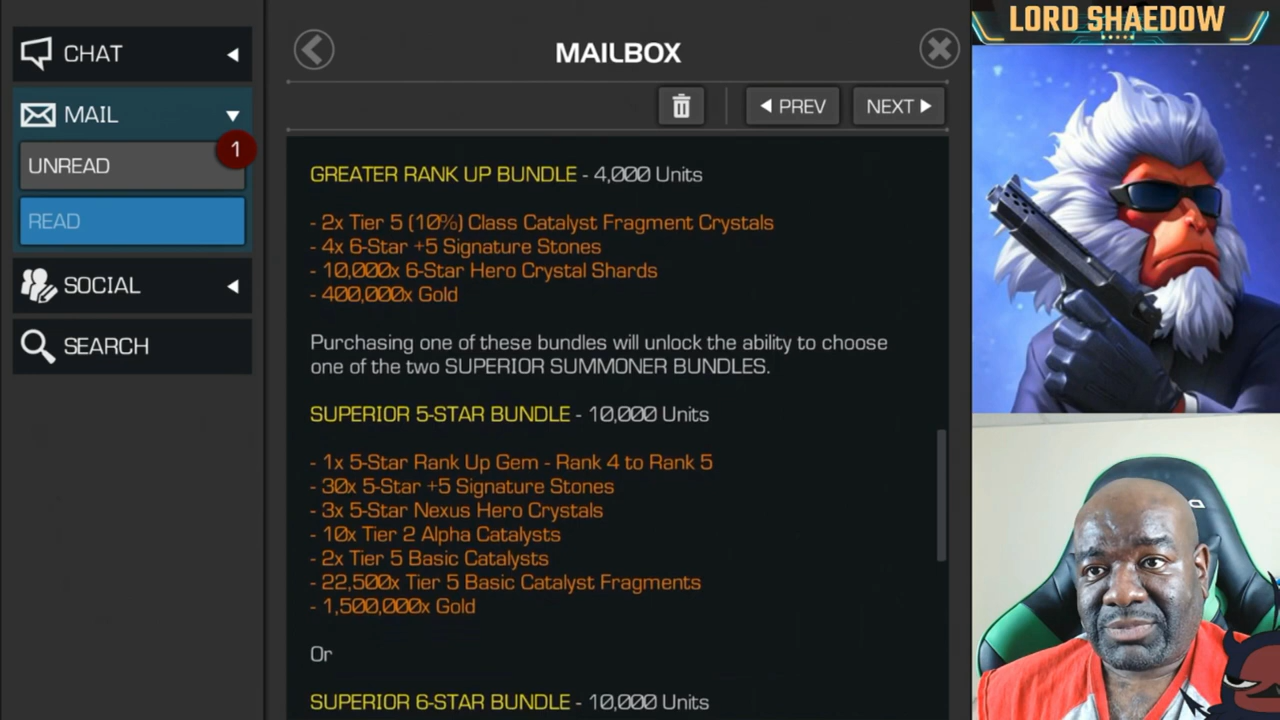 LORD SHAEDOW
CHAT
MAIL
UNREAD
1
READ
SOCIAL
SEARCH
MAILBOX
PREV
NEXT
GREATER RANK UP BUNDLE - 4,000 Units
- 2x Tier 5 (10%) Class Catalyst Fragment Crystals
- 4x 6-Star +5 Signature Stones
- 10,000x 6-Star Hero Crystal Shards
- 400,000x Gold
Purchasing one of these bundles will unlock the ability to choose
one of the two SUPERIOR SUMMONER BUNDLES.
SUPERIOR 5-STAR BUNDLE - 10,000 Units
- 1x 5-Star Rank Up Gem - Rank 4 to Rank 5
- 30x 5-Star +5 Signature Stones
- 3x 5-Star Nexus Hero Crystals
- 10x Tier 2 Alpha Catalysts
- 2x Tier 5 Basic Catalysts
- 22,500x Tier 5 Basic Catalyst Fragments
- 1,500,000x Gold
Or
SUPERIOR 6-STAR BUNDLE - 10,000 Units